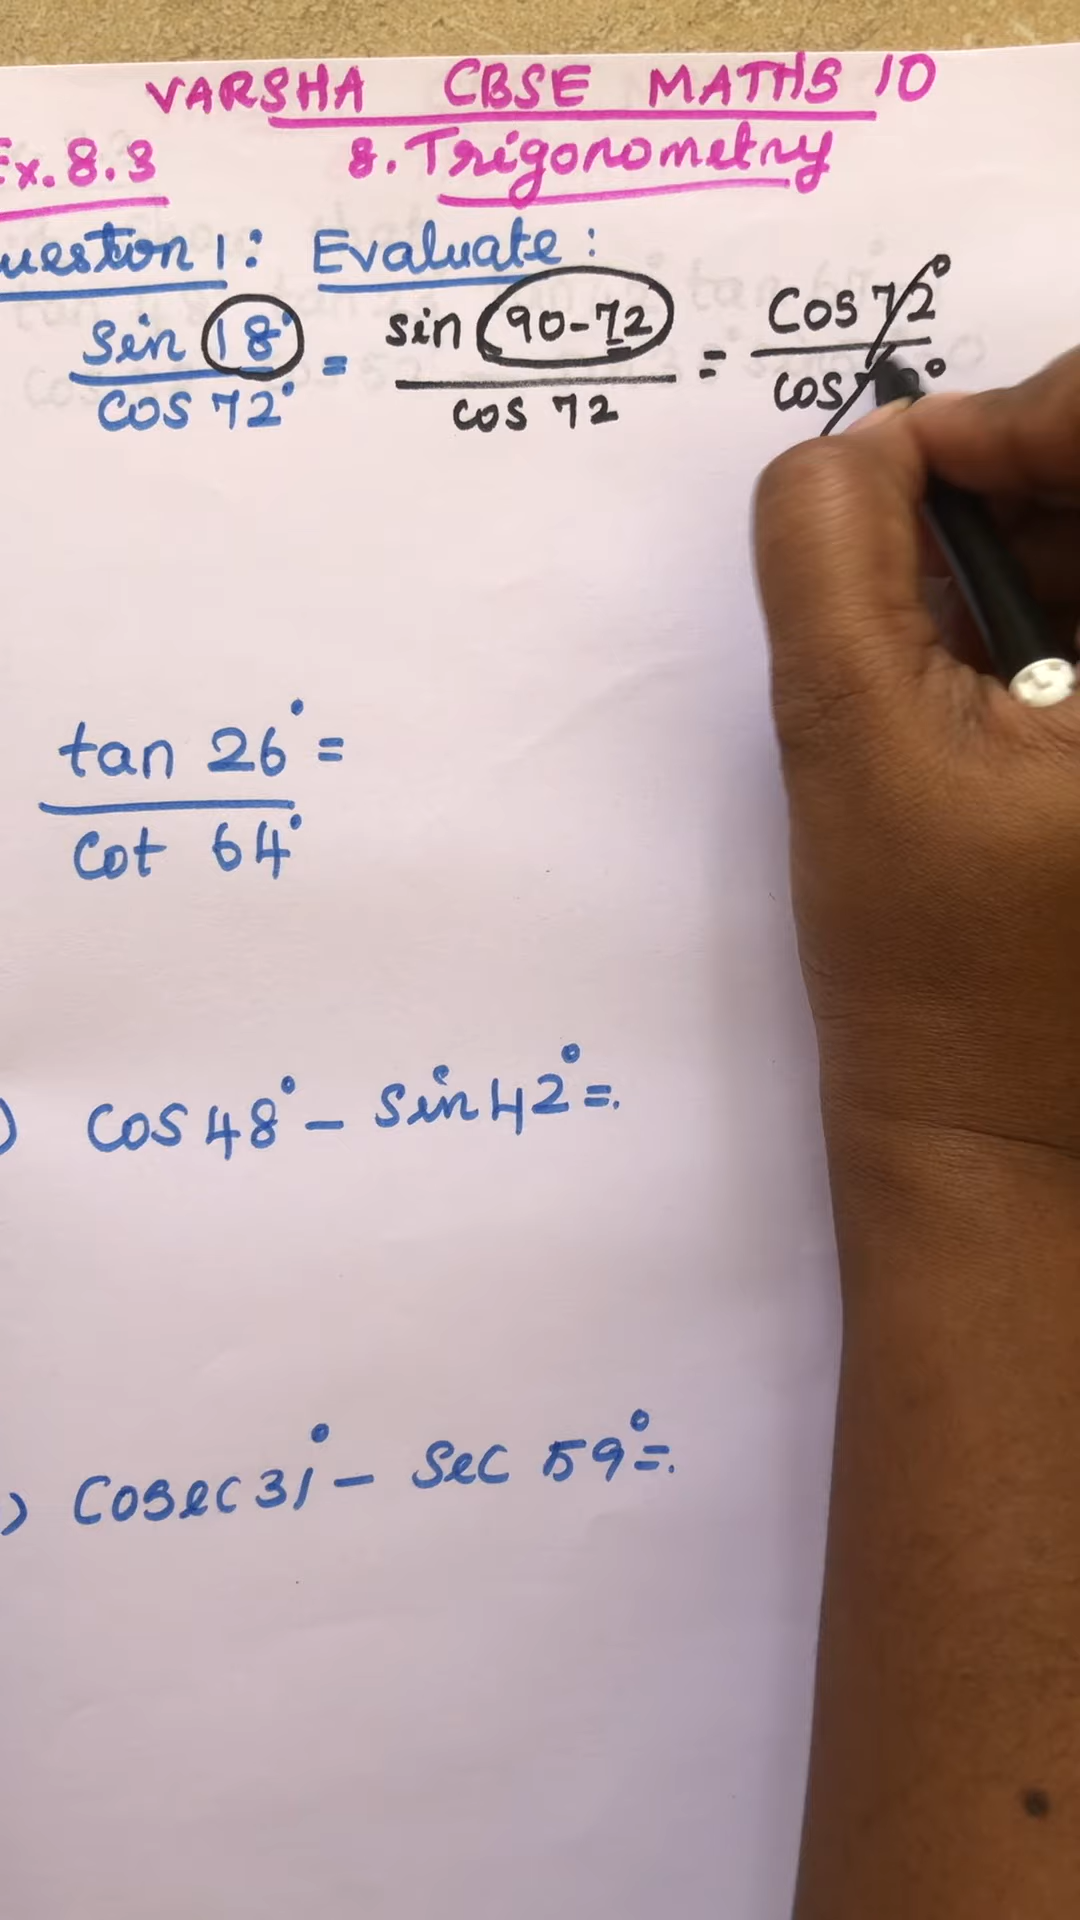 VARSHA CBSE MATHS 10
Ex. 8.3 8. Trigonometry
uestion 1: Evaluate:
sin 18° = sin (90-72) = Cos 72°
cos 72° cos 72 cos 72°
tan 26° =
cot 64°
) cos 48° - sin 42° =.
) cosec 31° - sec 59° =.